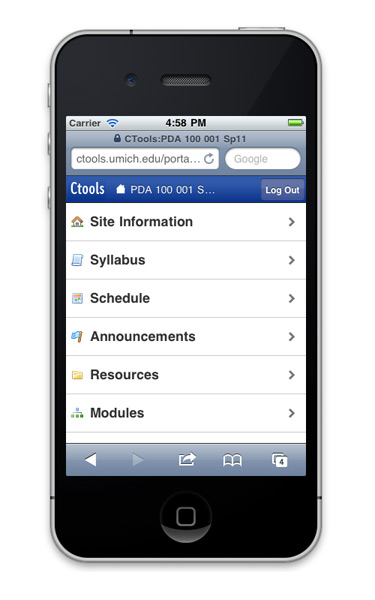 Carrier 4:58 PM
CTools:PDA 100 001 Sp11
ctools.umich.edu/porta... Google
Ctools PDA 100 001 S... Log Out
Site Information
Syllabus
Schedule
Announcements
Resources
Modules
4